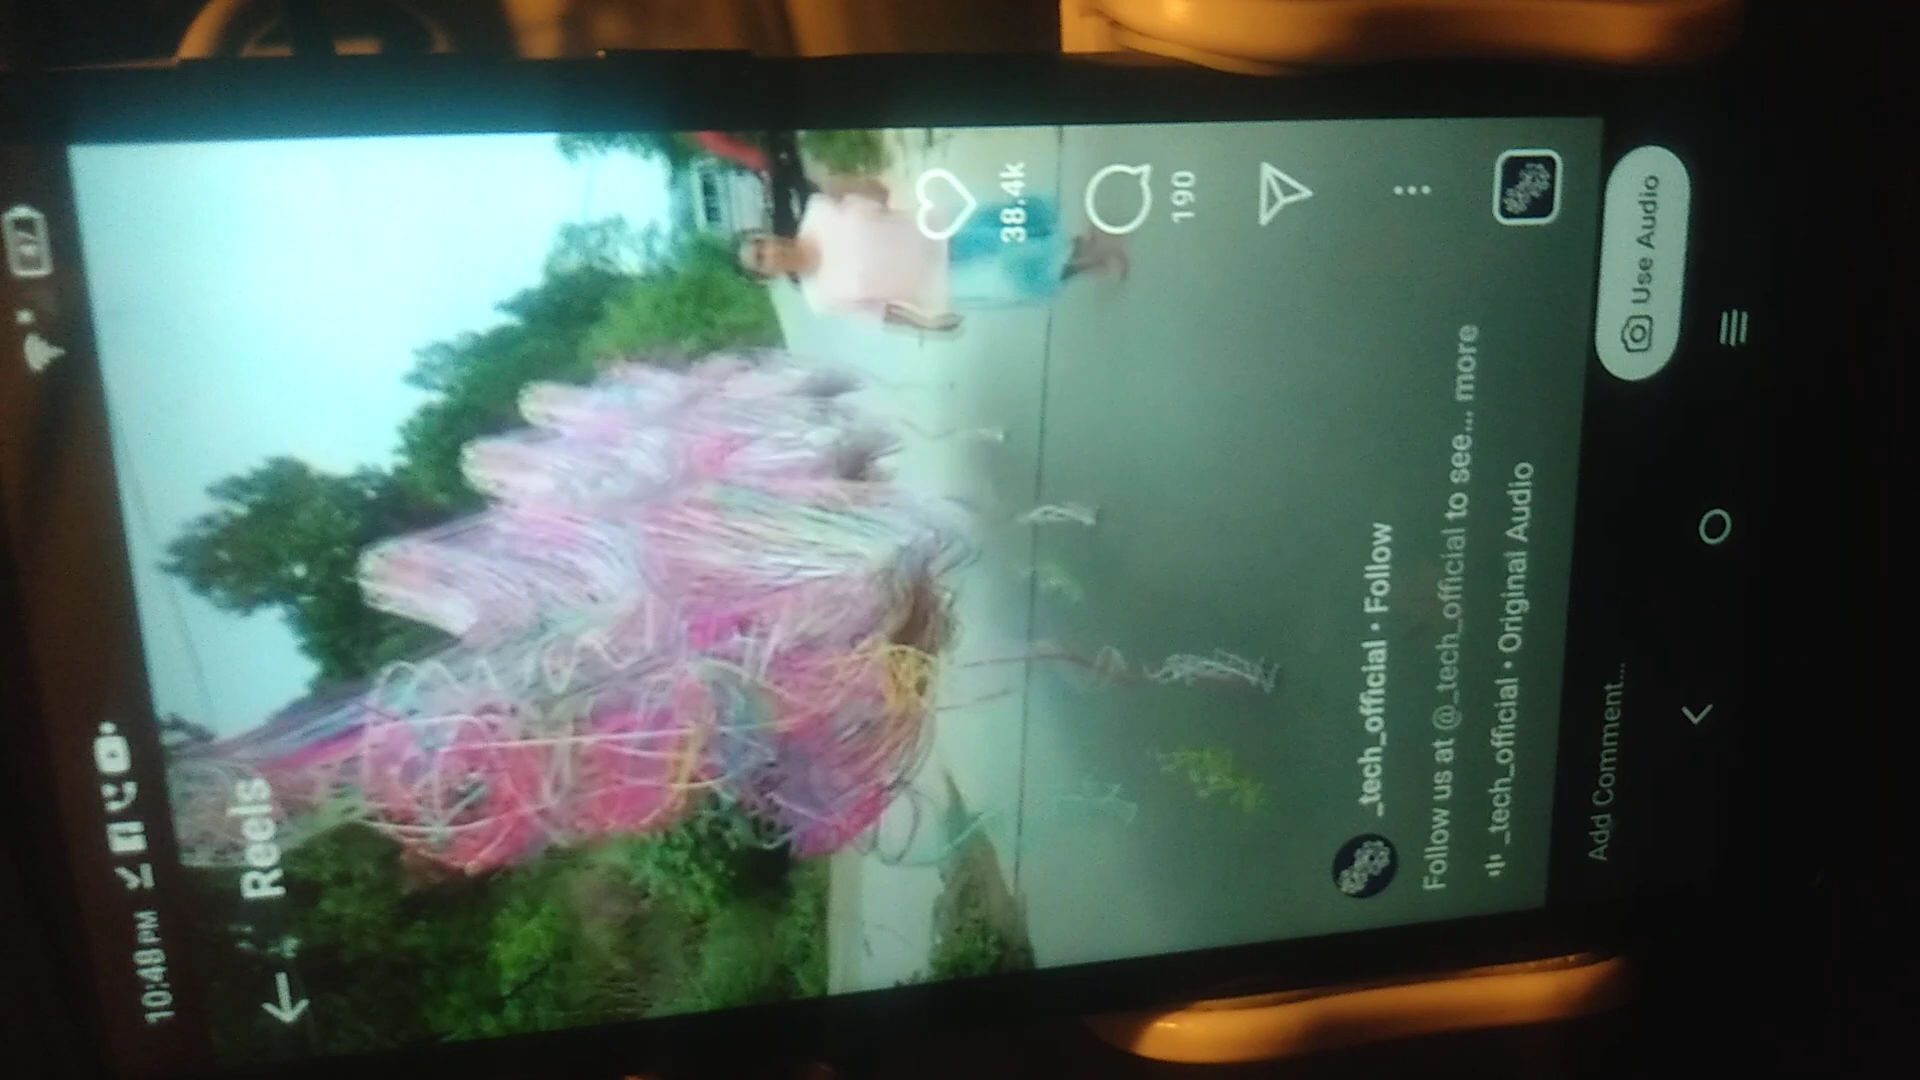 10:48 PM
Reels
38.4k
190
_tech_official • Follow
Follow us at @_tech_official to see... more
_tech_official • Original Audio
Use Audio
Add Comment...